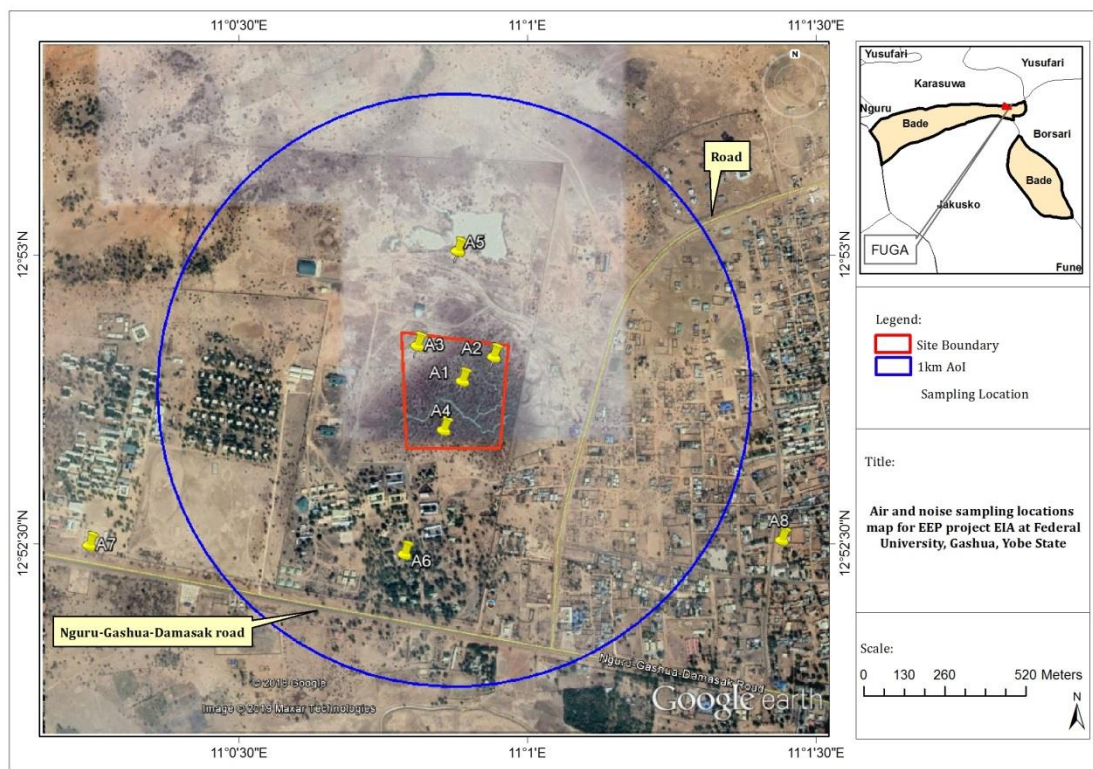 11°0'30"E
11°1'E
11°1'30"E
N
Road
A5
12°53'N
12°53'N
A3
A2
A1
A4
A8
12°52'30"N
12°52'30"N
A7
A6
Nguru-Gashua-Damasak road
Nguru-Gashua-Damasak Road
© 2018 Google
Image © 2019 Maxar Technologies
Google earth
11°0'30"E
11°1'E
11°1'30"E
Yusufari
Yusufari
Karasuwa
Nguru
Bade
Borsari
Bade
Jakusko
FUGA
Fune
Legend:
Site Boundary
1km AoI
Sampling Location
Title:
Air and noise sampling locations
map for EEP project EIA at Federal
University, Gashua, Yobe State
Scale:
0 130 260 520 Meters
N